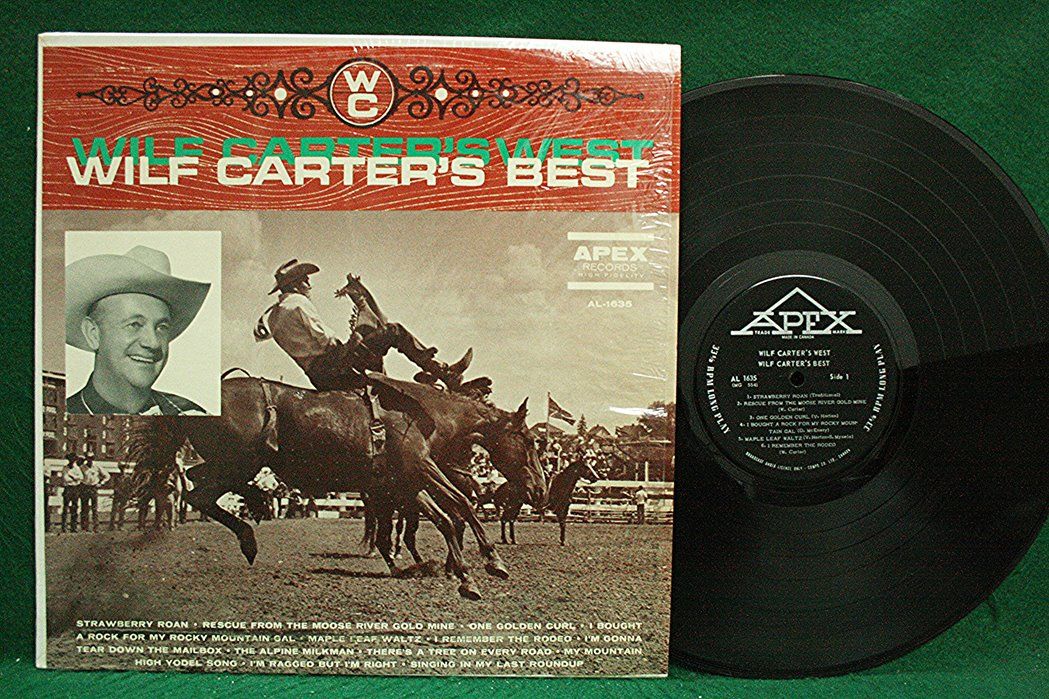 WC
WILF CARTER'S WEST
WILF CARTER'S BEST
APEX
RECORDS
HIGH FIDELITY
AL-1635
STRAWBERRY ROAN • RESCUE FROM THE MOOSE RIVER GOLD MINE • ONE GOLDEN CURL • I BOUGHT
A ROCK FOR MY ROCKY MOUNTAIN GAL • MAPLE LEAF WALTZ • I REMEMBER THE RODEO • I'M GONNA
TEAR DOWN THE MAILBOX • THE ALPINE MILKMAN • THERE'S A TREE ON EVERY ROAD • MY MOUNTAIN
HIGH YODEL SONG • I'M RAGGED BUT I'M RIGHT • SINGING IN MY LAST ROUNDUP
APEX
TRADE MARK
MADE IN CANADA
WILF CARTER'S WEST
WILF CARTER'S BEST
AL 1635 Side 1
33⅓ RPM LONG PLAY
33⅓ RPM LONG PLAY
1- STRAWBERRY ROAN (Traditional)
2- RESCUE FROM THE MOOSE RIVER GOLD MINE
(W. Carter)
3- ONE GOLDEN CURL
4- I BOUGHT A ROCK FOR MY ROCKY MOUN
TAIN GAL
5- MAPLE LEAF WALTZ
6- I REMEMBER THE RODEO
(W. Carter)